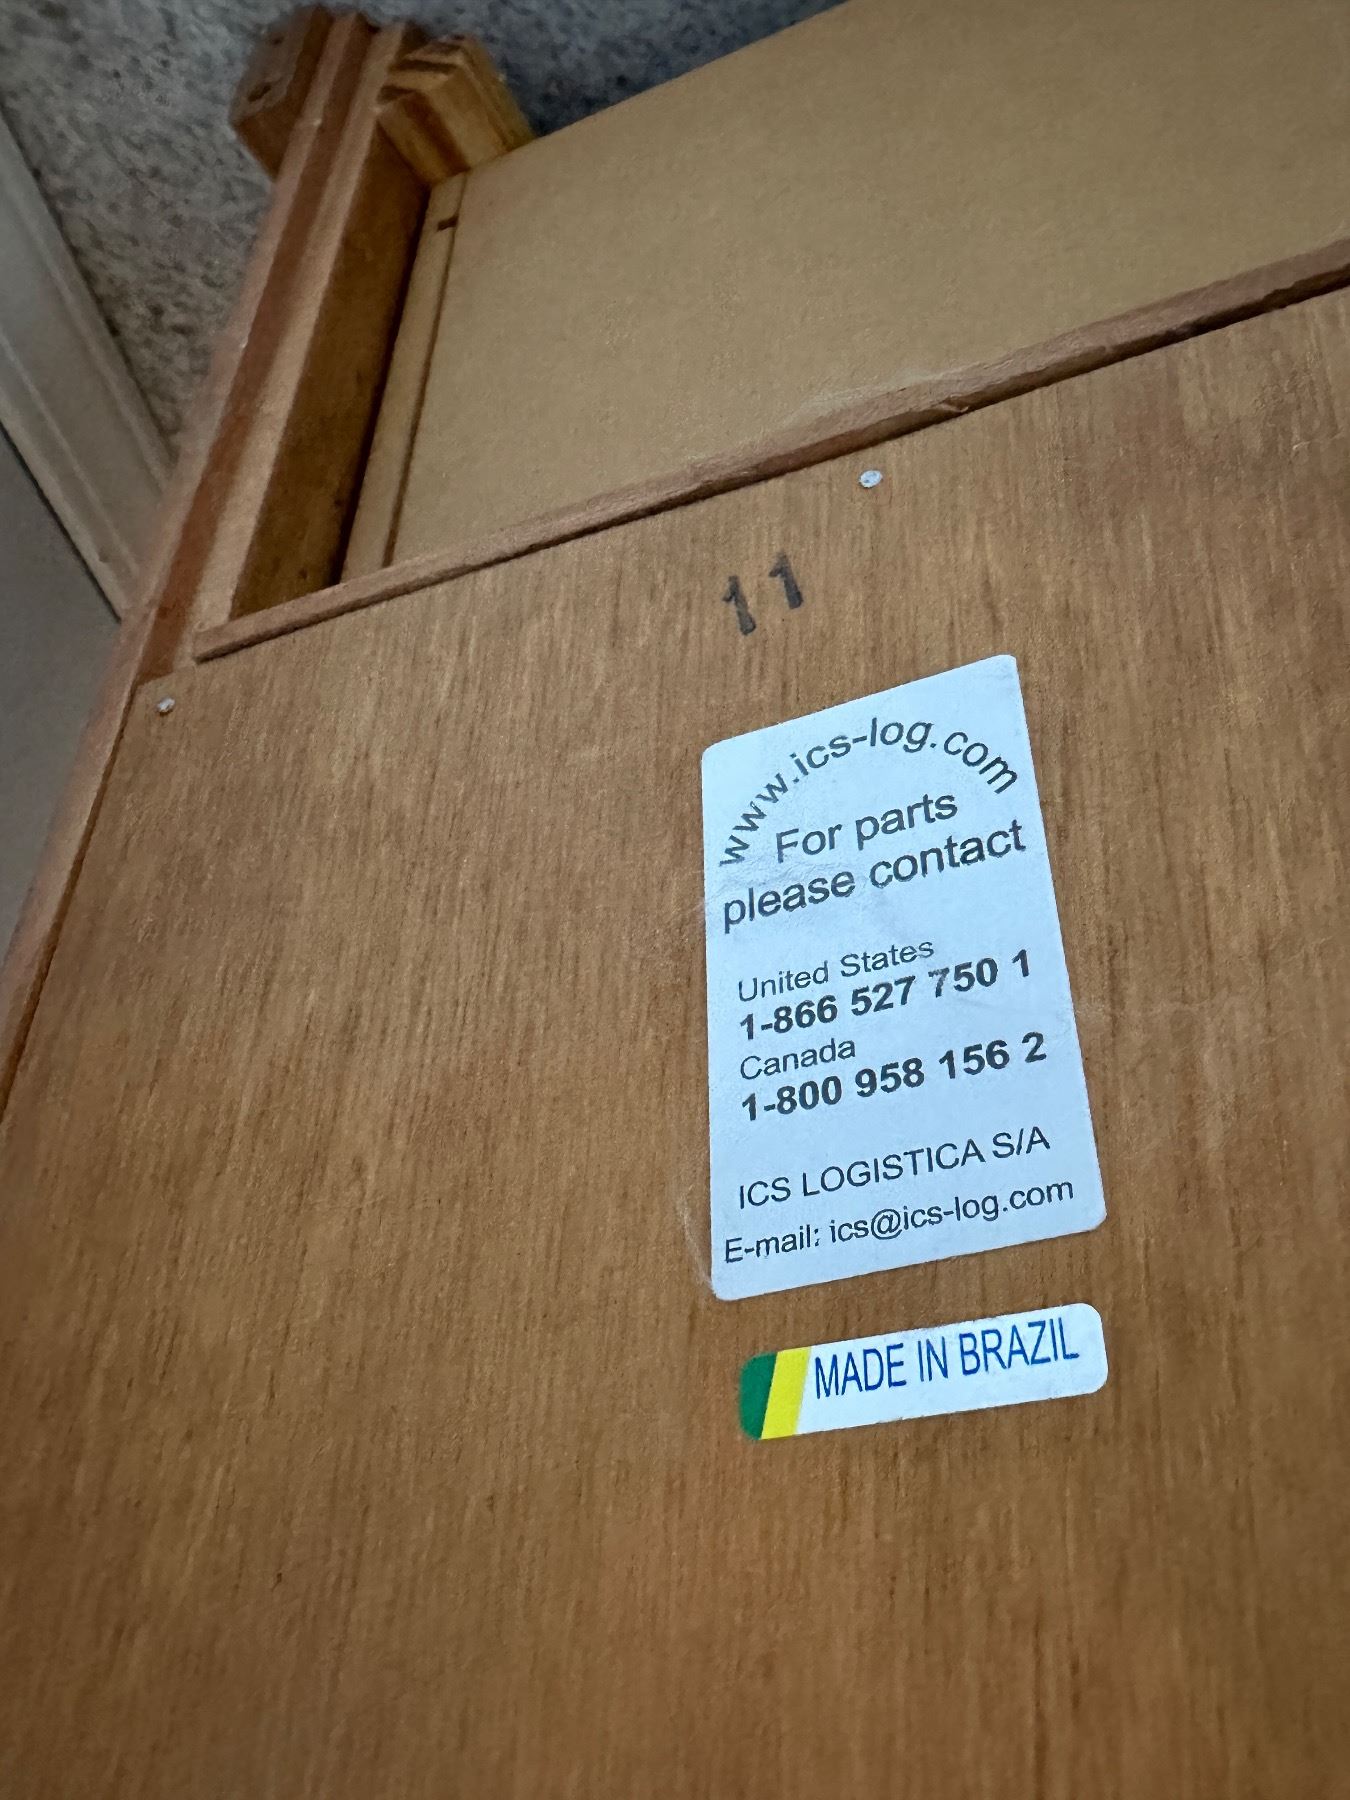 11
www.ics-log.com
For parts
please contact
United States
1-866 527 750 1
Canada
1-800 958 156 2
ICS LOGISTICA S/A
E-mail: ics@ics-log.com
MADE IN BRAZIL